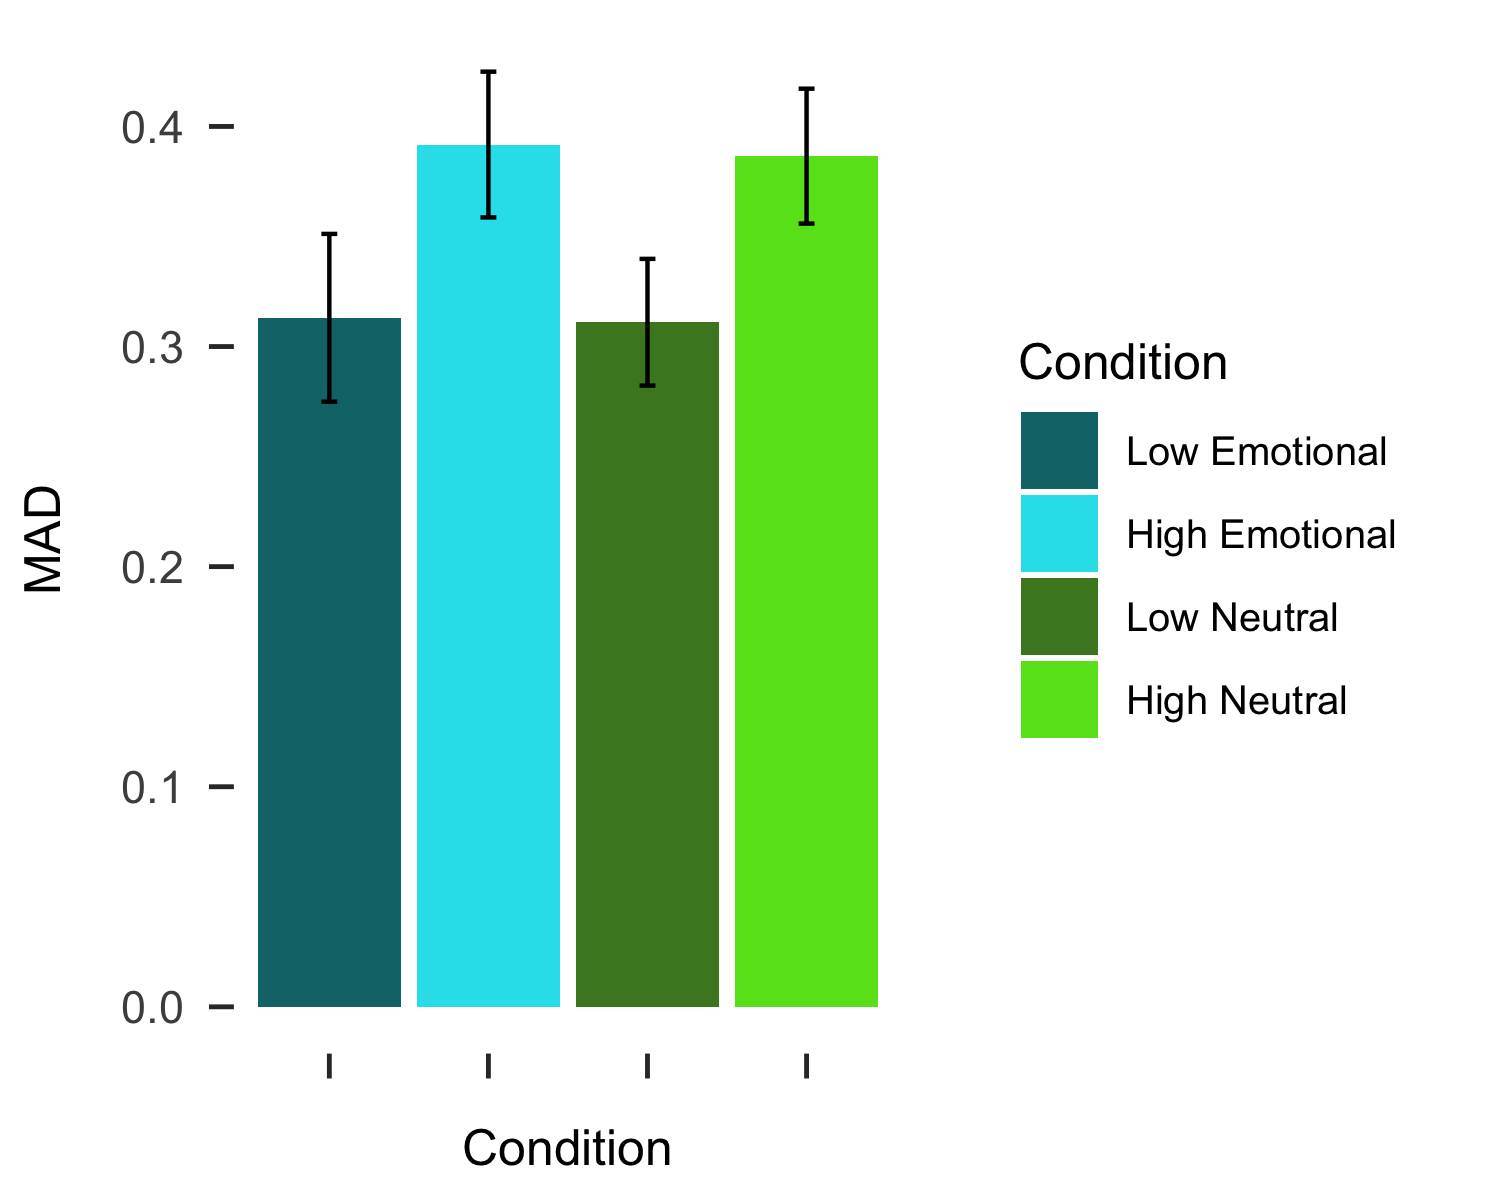 MAD
0.4
0.3
0.2
0.1
0.0
Condition
Condition
Low Emotional
High Emotional
Low Neutral
High Neutral